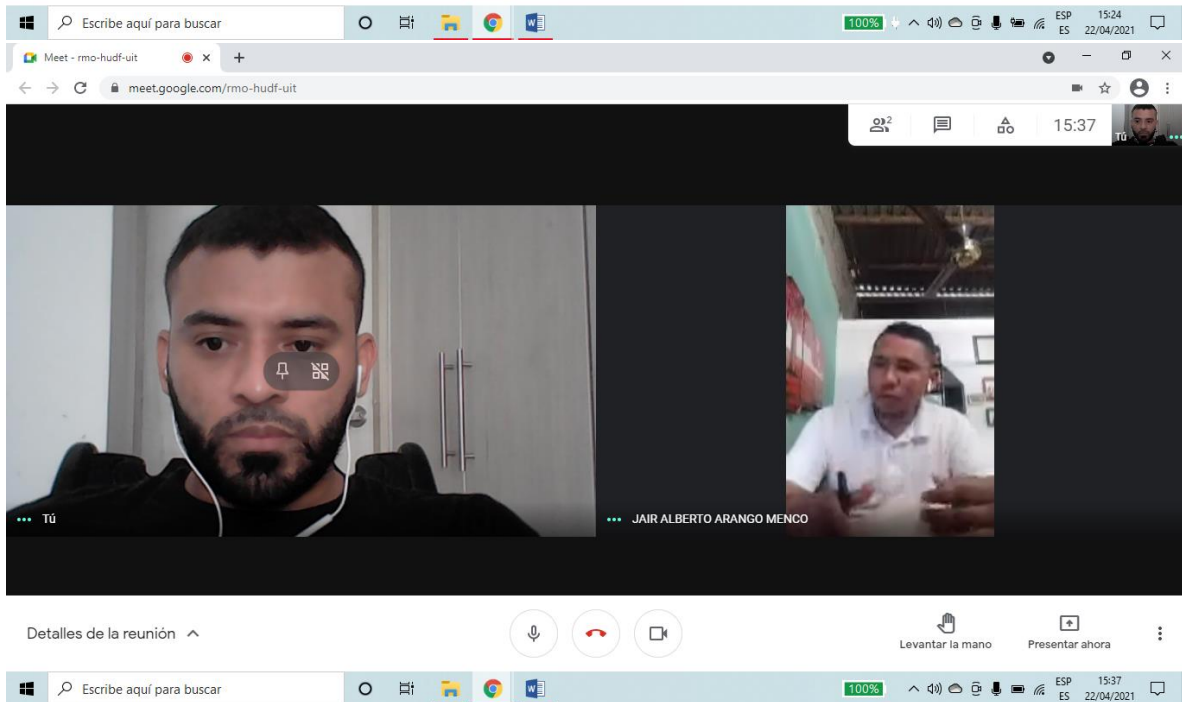 Escribe aquí para buscar
100%
ESP
15:24
ES
22/04/2021
Meet - rmo-hudf-uit
meet.google.com/rmo-hudf-uit
2
15:37
Tú
Tú
JAIR ALBERTO ARANGO MENCO
Detalles de la reunión
Levantar la mano
Presentar ahora
Escribe aquí para buscar
100%
ESP
15:37
ES
22/04/2021